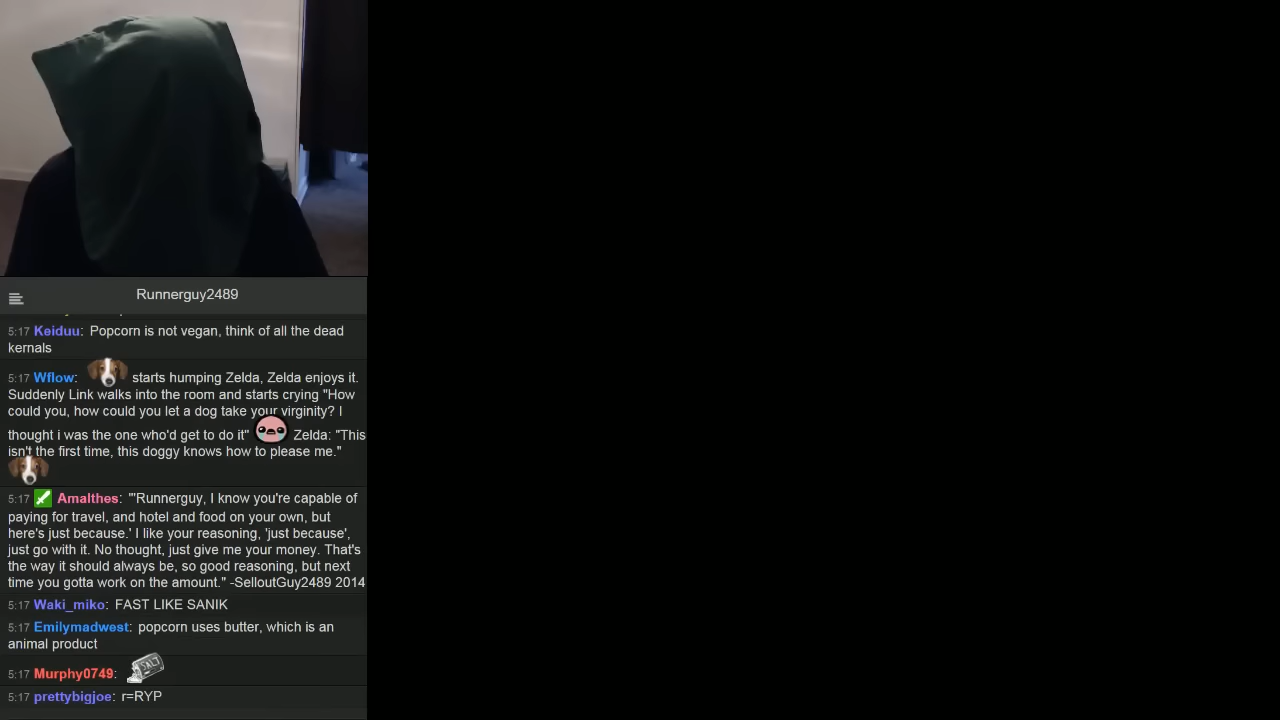 Runnerguy2489
5:17 Keiduu: Popcorn is not vegan, think of all the dead
kernals
5:17 Wflow: starts humping Zelda, Zelda enjoys it.
Suddenly Link walks into the room and starts crying "How
could you, how could you let a dog take your virginity? I
thought i was the one who'd get to do it" Zelda: "This
isn't the first time, this doggy knows how to please me."
5:17 Amalthes: "'Runnerguy, I know you're capable of
paying for travel, and hotel and food on your own, but
here's just because.' I like your reasoning, 'just because',
just go with it. No thought, just give me your money. That's
the way it should always be, so good reasoning, but next
time you gotta work on the amount." -SelloutGuy2489 2014
5:17 Waki_miko: FAST LIKE SANIK
5:17 Emilymadwest: popcorn uses butter, which is an
animal product
5:17 Murphy0749: SALT
5:17 prettybigjoe: r=RYP